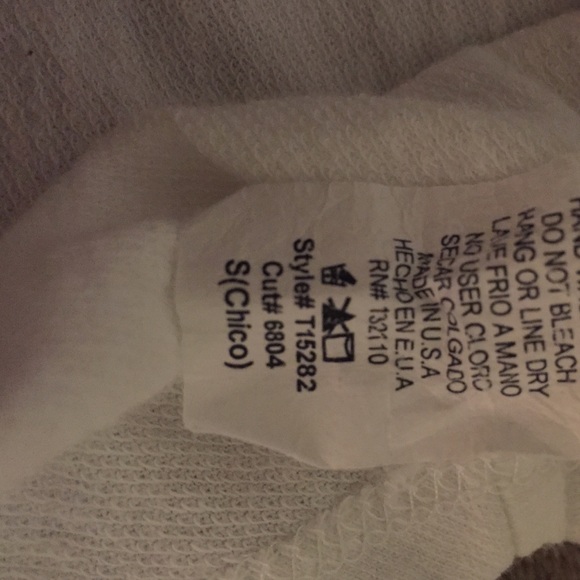 DO NOT BLEACH
HANG OR LINE DRY
LAVE FRIO A MANO
NO USER CLORO
SECAR COLGADO
MADE IN U.S.A
HECHO EN E.U.A
RN# 132110
Style# T15282
Cut# 6804
S(Chico)